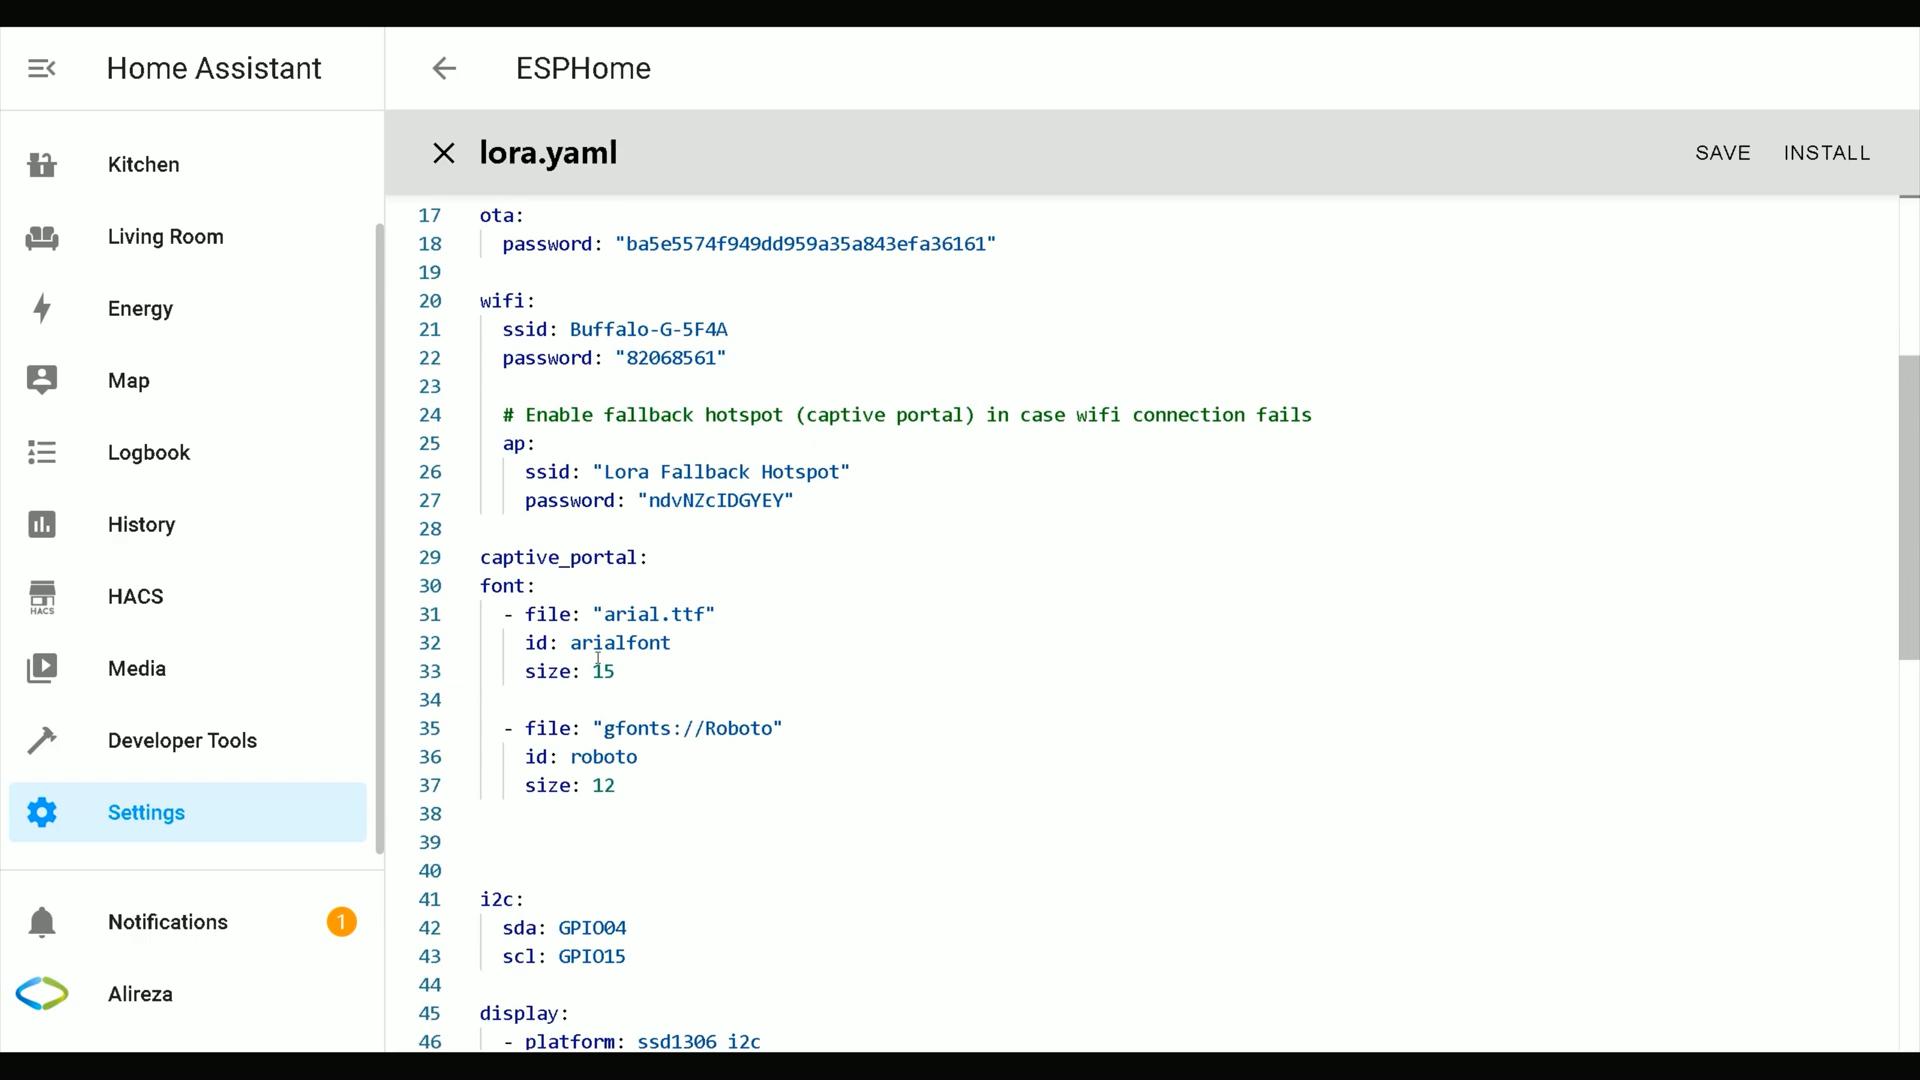 Home Assistant
ESPHome
lora.yaml
SAVE
INSTALL
Kitchen
Living Room
Energy
Map
Logbook
History
HACS
HACS
Media
Developer Tools
Settings
Notifications
1
Alireza
17 ota:
18 password: "ba5e5574f949dd959a35a843efa36161"
19
20 wifi:
21 ssid: Buffalo-G-5F4A
22 password: "82068561"
23
24 # Enable fallback hotspot (captive portal) in case wifi connection fails
25 ap:
26 ssid: "Lora Fallback Hotspot"
27 password: "ndvNZcIDGYEY"
28
29 captive_portal:
30 font:
31 - file: "arial.ttf"
32 id: arialfont
33 size: 15
34
35 - file: "gfonts://Roboto"
36 id: roboto
37 size: 12
38
39
40
41 i2c:
42 sda: GPIO04
43 scl: GPIO15
44
45 display:
46 - platform: ssd1306_i2c